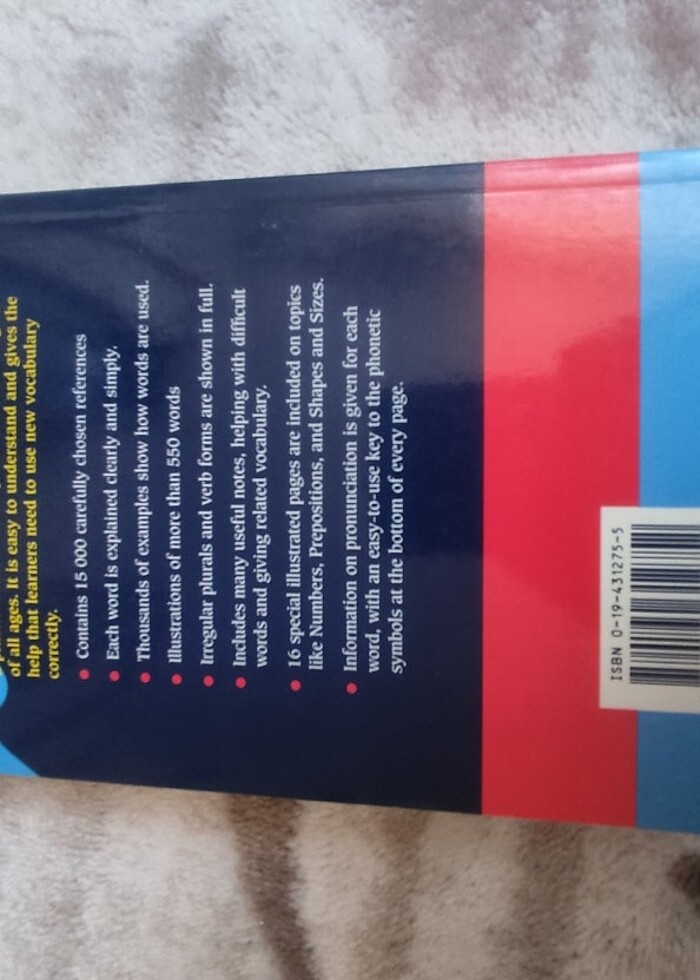 of all ages. It is easy to understand and gives the
help that learners need to use new vocabulary
correctly.
• Contains 15 000 carefully chosen references
• Each word is explained clearly and simply.
• Thousands of examples show how words are used.
• Illustrations of more than 550 words
• Irregular plurals and verb forms are shown in full.
• Includes many useful notes, helping with difficult
words and giving related vocabulary.
• 16 special illustrated pages are included on topics
like Numbers, Prepositions, and Shapes and Sizes.
• Information on pronunciation is given for each
word, with an easy-to-use key to the phonetic
symbols at the bottom of every page.
ISBN 0-19-431275-5